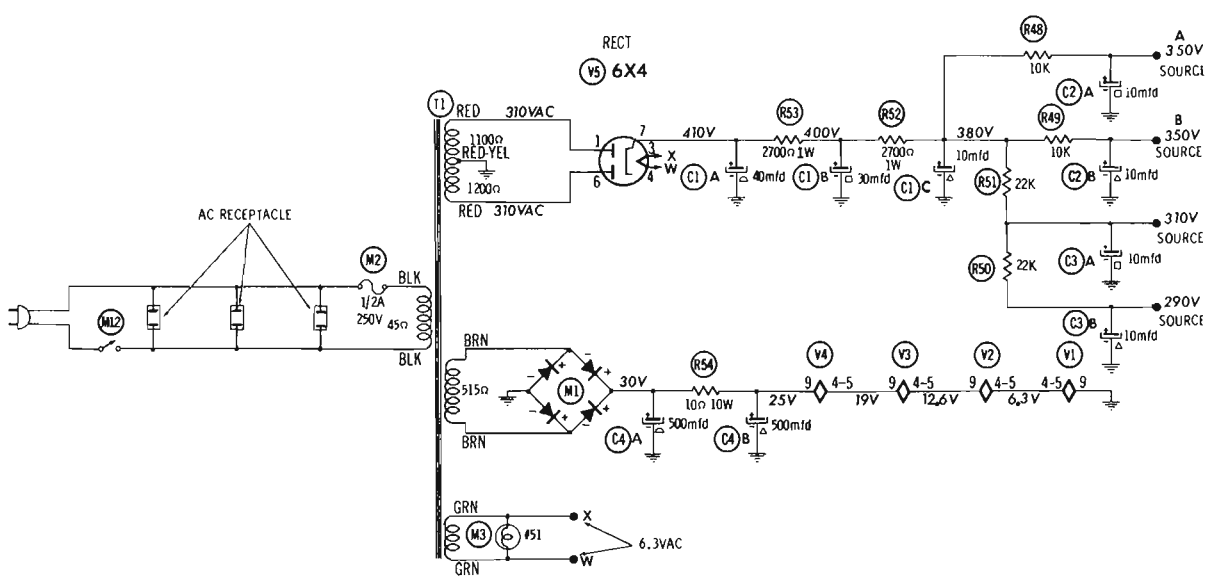 RECT
V5 6X4
R48
10K
A
350V
SOURCE
C2 A 10mfd
T1
RED 310VAC
1100Ω
RED-YEL
1200Ω
RED 310VAC
1
6
7
3
4
X
W
410V
R53
2700Ω 1W
400V
R52
2700Ω
1W
380V
R49
10K
B
350V
SOURCE
C1 A 40mfd
C1 B 30mfd
C1 C
10mfd
C2 B 10mfd
R51 22K
310V
SOURCE
C3 A 10mfd
R50 22K
290V
SOURCE
C3 B 10mfd
AC RECEPTACLE
M2
1/2A
250V
BLK
45Ω
BLK
M12
BRN
515Ω
BRN
M1
30V
R54
10Ω 10W
25V
C4 A 500mfd
C4 B 500mfd
V4
9 4-5
19V
V3
9 4-5
12.6V
V2
9 4-5
6.3V
V1
4-5 9
GRN
M3
#51
GRN
X
W
6.3VAC